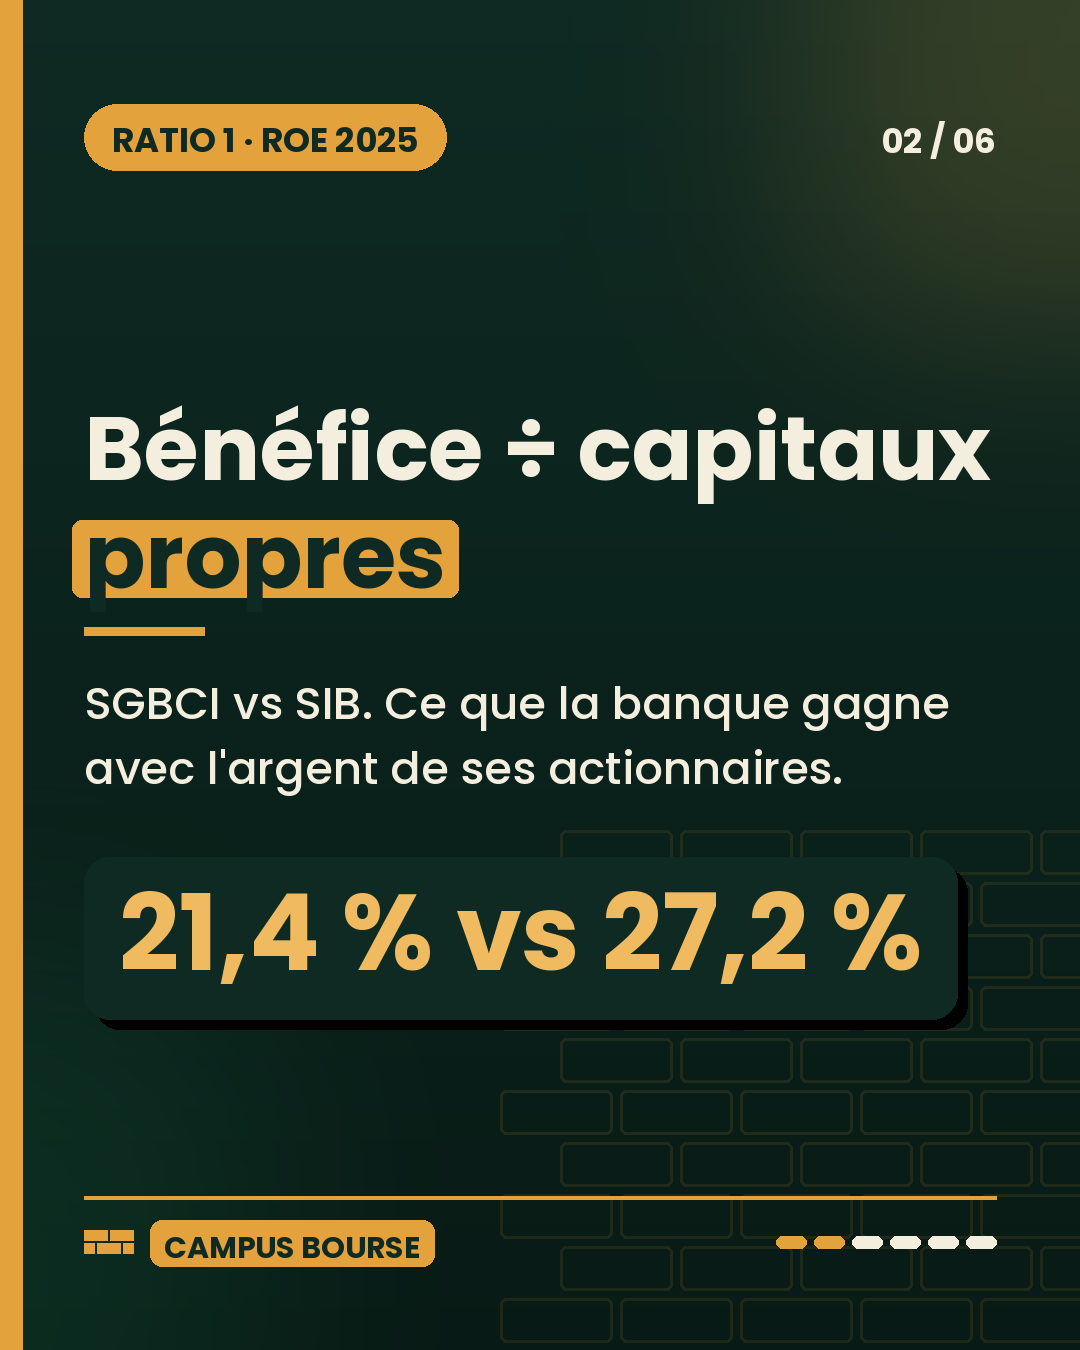 RATIO 1 · ROE 2025
02 / 06
Bénéfice ÷ capitaux
propres
SGBCI vs SIB. Ce que la banque gagne
avec l'argent de ses actionnaires.
21,4 % vs 27,2 %
CAMPUS BOURSE